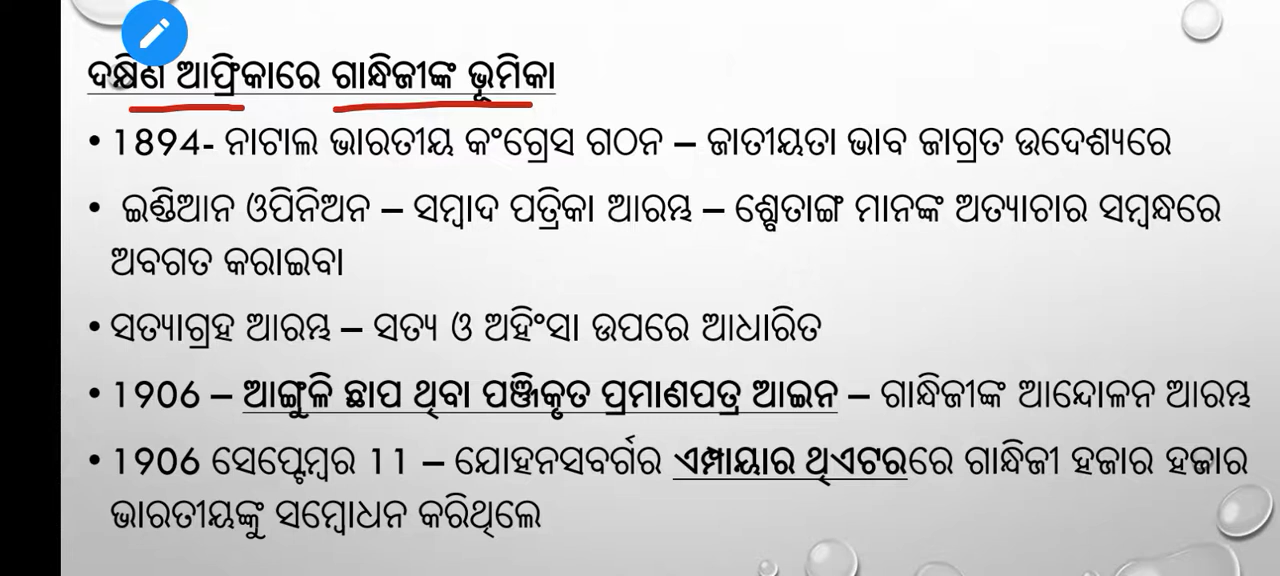 ଦକ୍ଷିଣ ଆଫ୍ରିକାରେ ଗାନ୍ଧିଜୀଙ୍କ ଭୂମିକା
• 1894- ନାଟାଲ ଭାରତୀୟ କଂଗ୍ରେସ ଗଠନ – ଜାତୀୟତା ଭାବ ଜାଗ୍ରତ ଉଦେଶ୍ୟରେ
• ଇଣ୍ଡିଆନ ଓପିନିଅନ – ସମ୍ବାଦ ପତ୍ରିକା ଆରମ୍ଭ – ଶ୍ବେତାଙ୍ଗ ମାନଙ୍କ ଅତ୍ୟାଚାର ସମ୍ବନ୍ଧରେ
ଅବଗତ କରାଇବା
• ସତ୍ୟାଗ୍ରହ ଆରମ୍ଭ – ସତ୍ୟ ଓ ଅହିଂସା ଉପରେ ଆଧାରିତ
• 1906 – ଆଙ୍ଗୁଳି ଛାପ ଥିବା ପଞ୍ଜିକୃତ ପ୍ରମାଣପତ୍ର ଆଇନ – ଗାନ୍ଧିଜୀଙ୍କ ଆନ୍ଦୋଳନ ଆରମ୍ଭ
• 1906 ସେପ୍ଟେମ୍ବର 11 – ଯୋହନସବର୍ଗର ଏମ୍ପାୟାର ଥିଏଟରରେ ଗାନ୍ଧିଜୀ ହଜାର ହଜାର
ଭାରତୀୟଙ୍କୁ ସମ୍ବୋଧନ କରିଥିଲେ